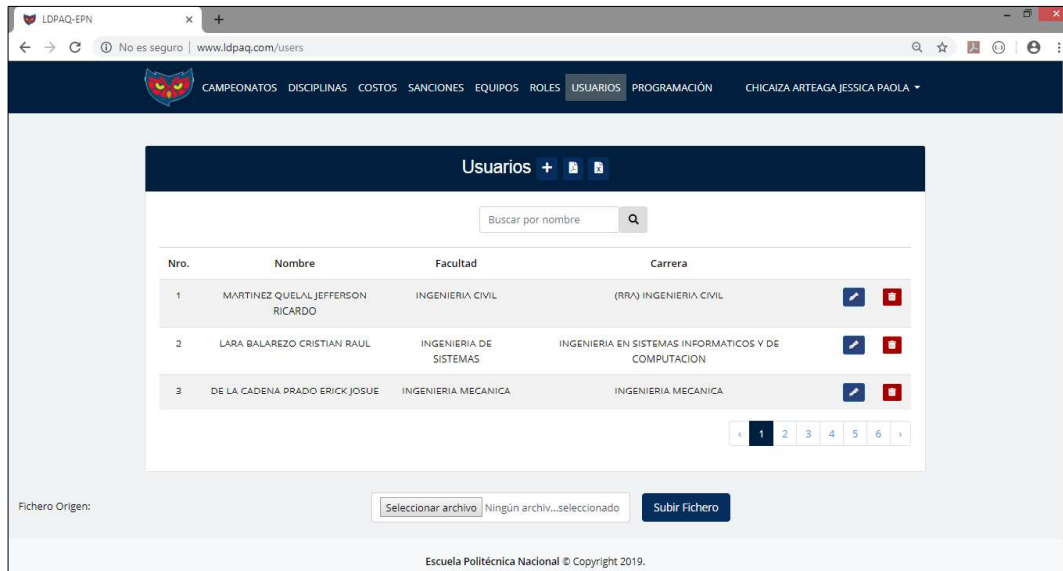 LDPAQ-EPN
No es seguro | www.ldpaq.com/users
CAMPEONATOS DISCIPLINAS COSTOS SANCIONES EQUIPOS ROLES USUARIOS PROGRAMACIÓN CHICAIZA ARTEAGA JESSICA PAOLA
Usuarios
Buscar por nombre
Nro. Nombre Facultad Carrera
1 MARTINEZ QUELAL JEFFERSON RICARDO INGENIERIA CIVIL (RRA) INGENIERIA CIVIL
2 LARA BALAREZO CRISTIAN RAUL INGENIERIA DE SISTEMAS INGENIERIA EN SISTEMAS INFORMATICOS Y DE COMPUTACION
3 DE LA CADENA PRADO ERICK JOSUE INGENIERIA MECANICA INGENIERIA MECANICA
‹ 1 2 3 4 5 6 ›
Fichero Origen: Seleccionar archivo Ningún archiv...seleccionado Subir Fichero
Escuela Politécnica Nacional © Copyright 2019.